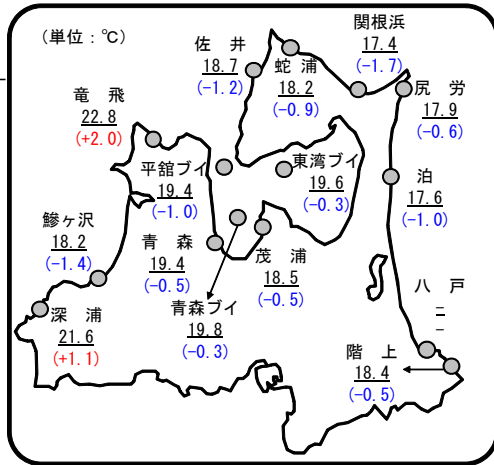 (単位：℃)
関根浜
17.4
(-1.7)
佐 井
18.7
(-1.2)
蛇 浦
18.2
(-0.9)
尻 労
17.9
(-0.6)
竜 飛
22.8
(+2.0)
平舘ブイ
19.4
(-1.0)
東湾ブイ
19.6
(-0.3)
泊
17.6
(-1.0)
鰺ヶ沢
18.2
(-1.4)
青 森
19.4
(-0.5)
茂 浦
18.5
(-0.5)
八 戸
--
-
深 浦
21.6
(+1.1)
青森ブイ
19.8
(-0.3)
階 上
18.4
(-0.5)